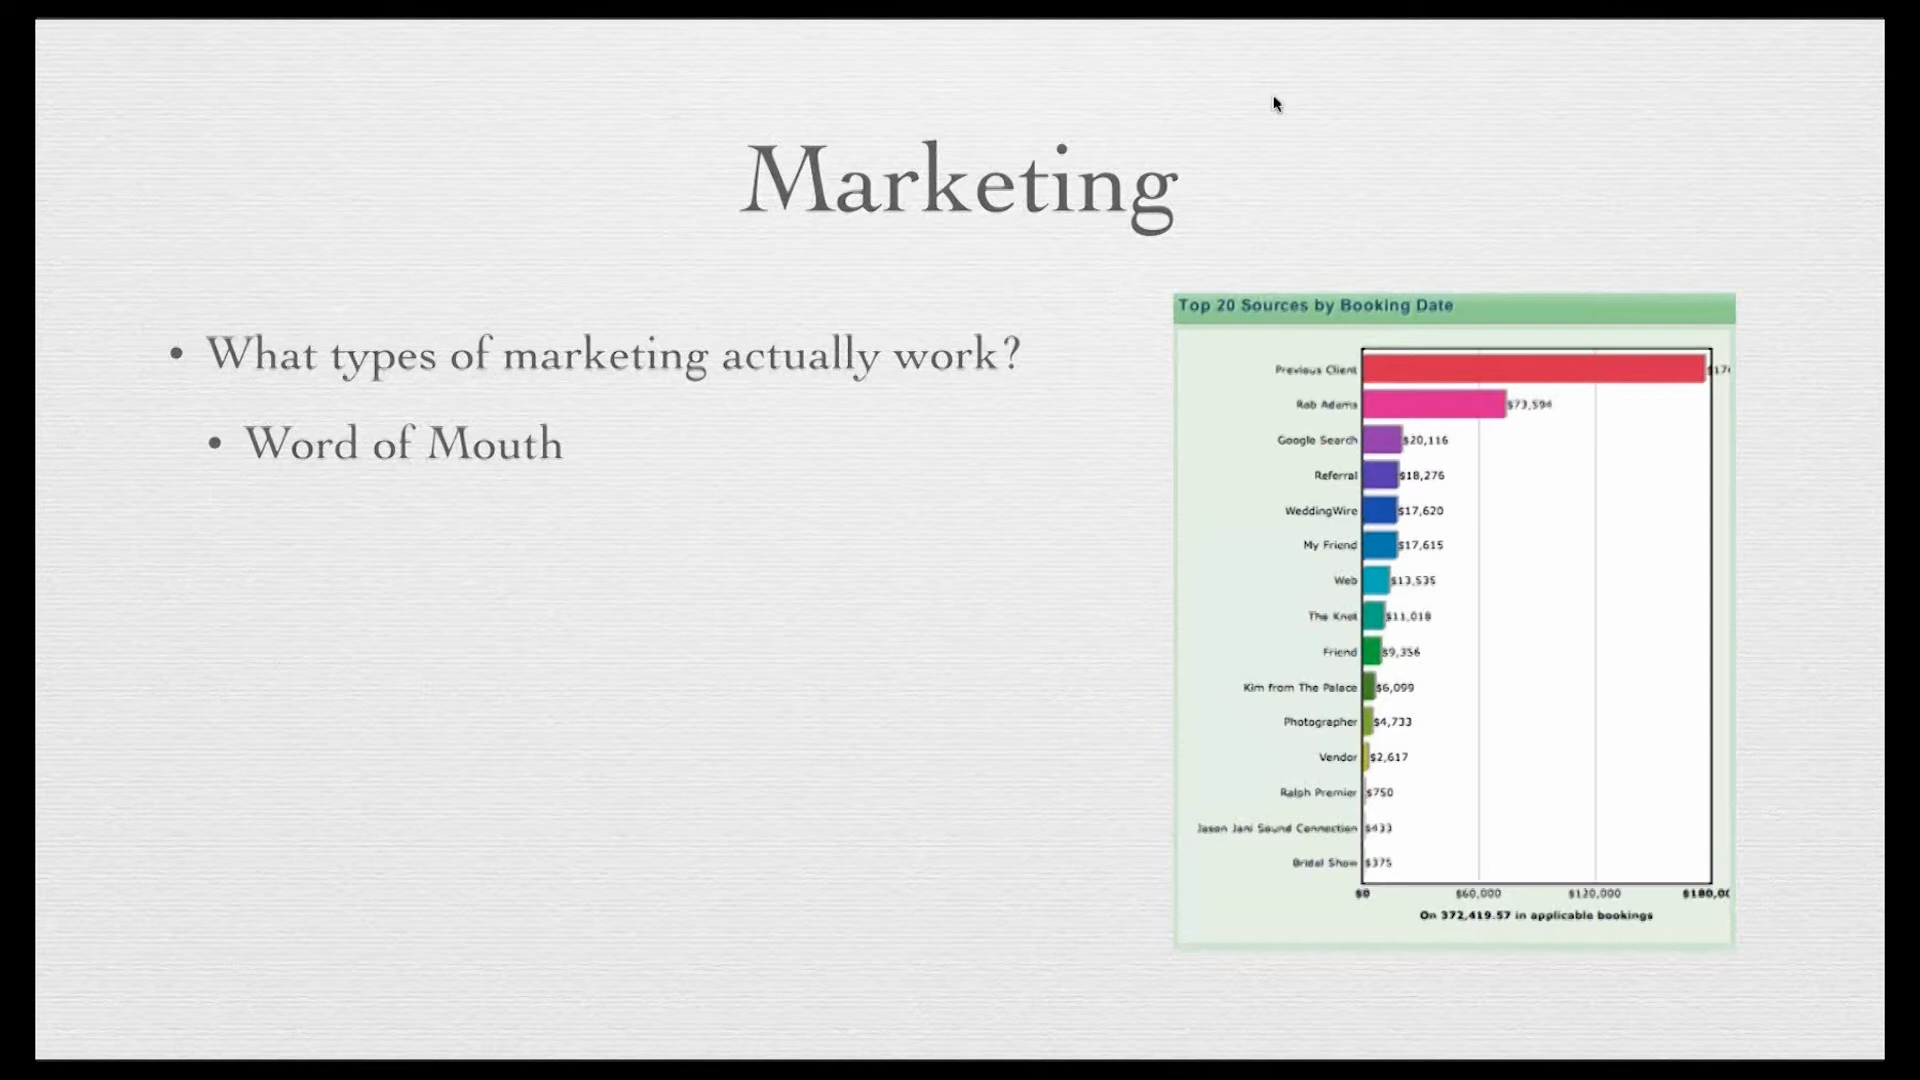 Marketing
• What types of marketing actually work?
• Word of Mouth
Top 20 Sources by Booking Date
Previous Client $17
Rob Adams $73,594
Google Search $20,116
Referral $18,276
WeddingWire $17,620
My Friend $17,615
Web $13,535
The Knot $11,018
Friend $9,356
Kim from The Palace $6,099
Photographer $4,733
Vendor $2,617
Ralph Premier $750
Jason Jani Sound Connection $433
Bridal Show $375
$0 $60,000 $120,000 $180,00
On 372,419.57 in applicable bookings